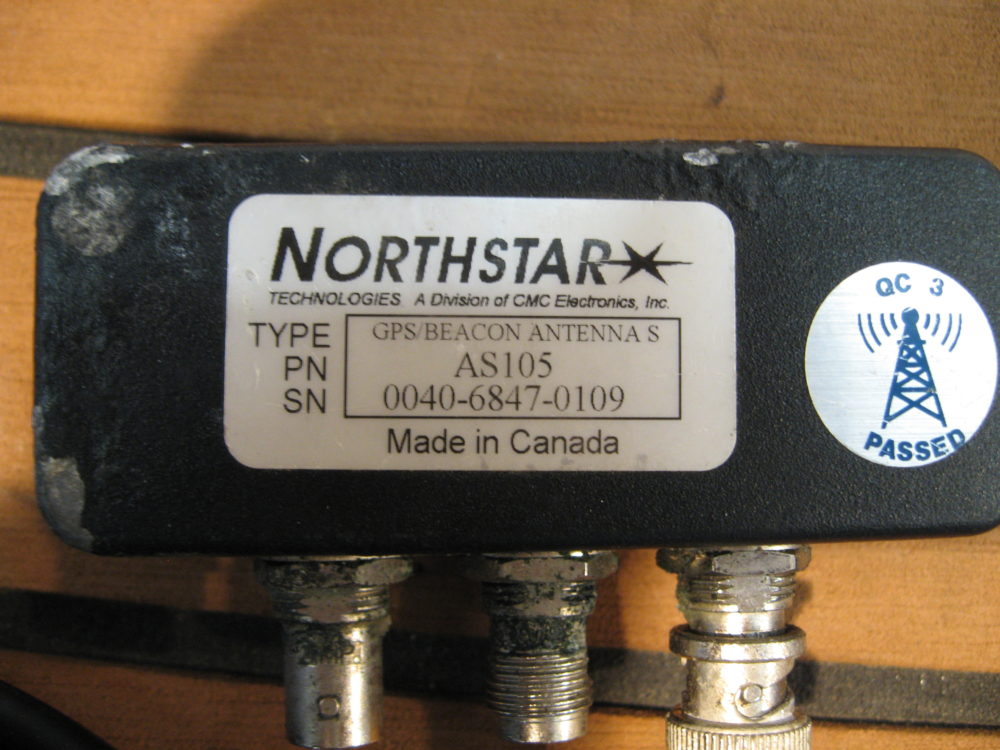 NORTHSTAR
TECHNOLOGIES A Division of CMC Electronics, Inc.
TYPE GPS/BEACON ANTENNA S
PN AS105
SN 0040-6847-0109
Made in Canada
QC 3
PASSED